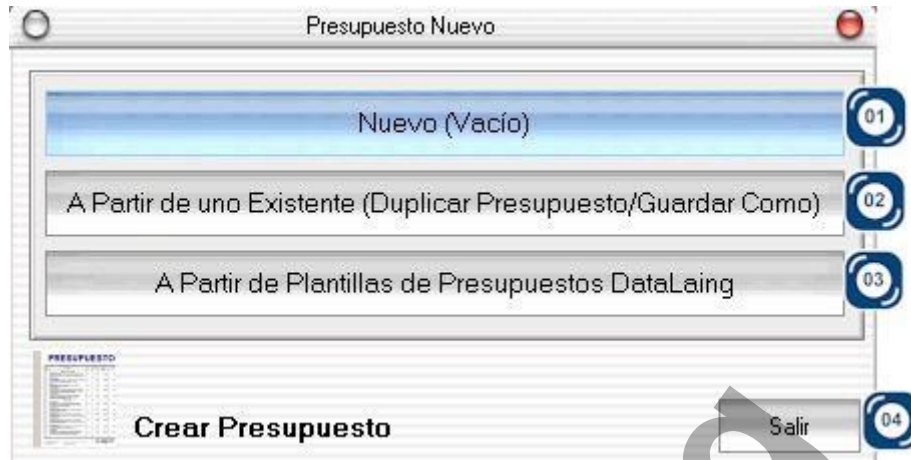 Presupuesto Nuevo
Nuevo (Vacío)
01
A Partir de uno Existente (Duplicar Presupuesto/Guardar Como)
02
A Partir de Plantillas de Presupuestos DataLaing
03
PRESUPUESTO
Crear Presupuesto
Salir
04